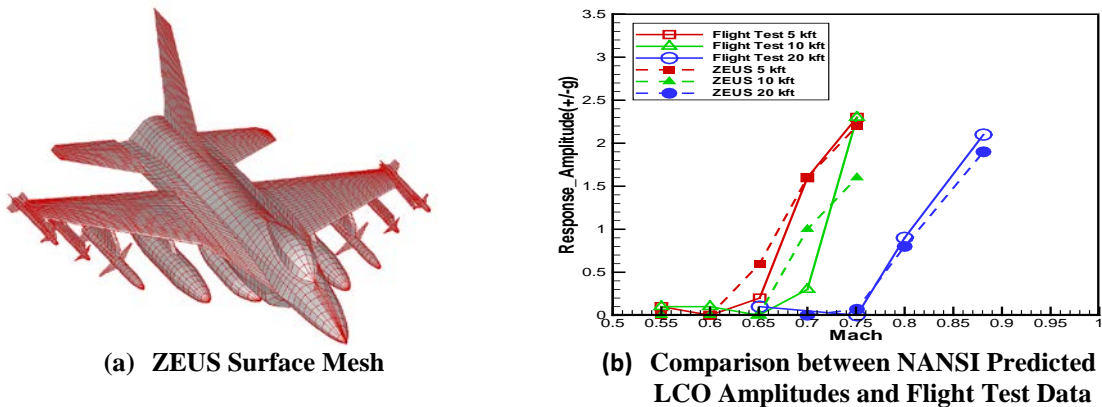 3.5
3
2.5
2
1.5
1
0.5
0
Response_Amplitude(+/-g)
Flight Test 5 kft
Flight Test 10 kft
Flight Test 20 kft
ZEUS 5 kft
ZEUS 10 kft
ZEUS 20 kft
0.5 0.55 0.6 0.65 0.7 0.75 0.8 0.85 0.9 0.95 1
Mach
(a) ZEUS Surface Mesh
(b) Comparison between NANSI Predicted
LCO Amplitudes and Flight Test Data